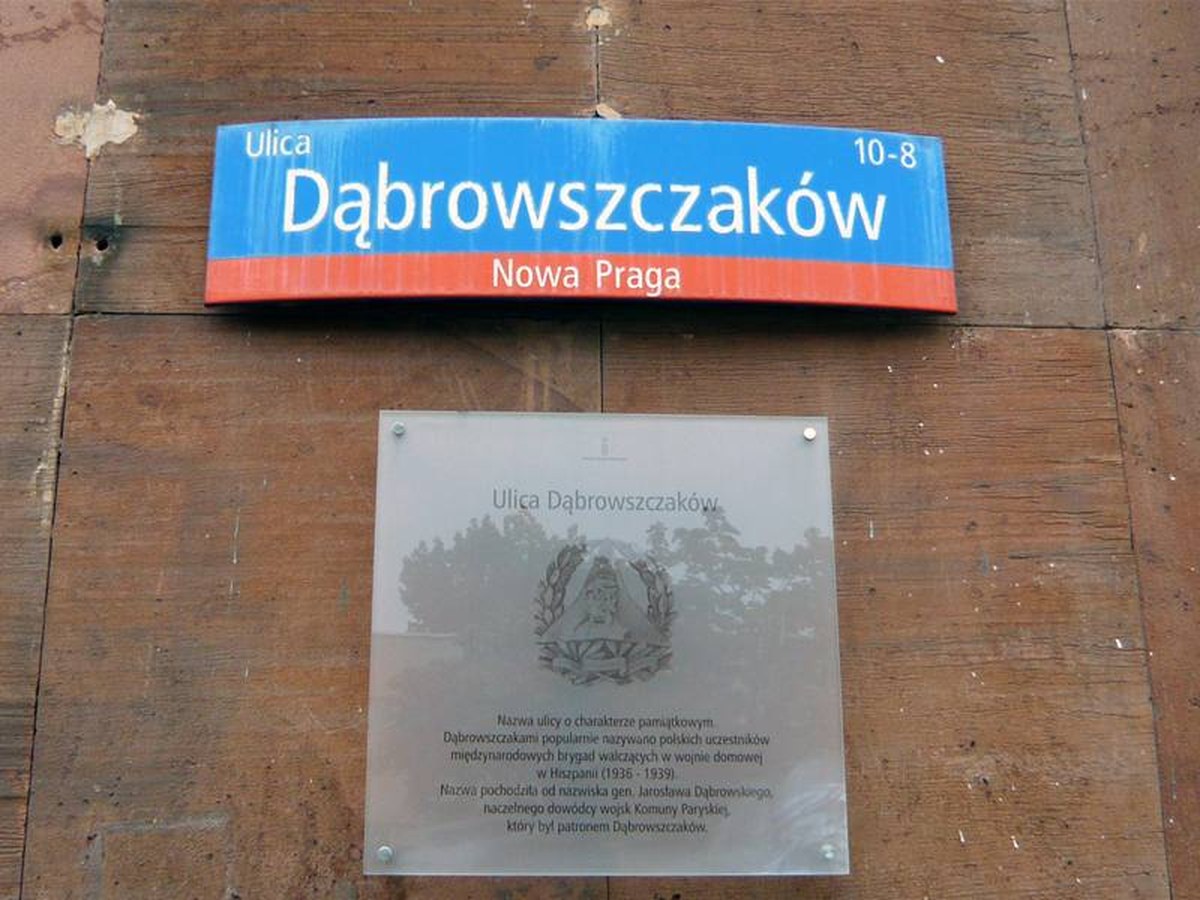 Ulica 10-8
Dąbrowszczaków
Nowa Praga
Ulica Dąbrowszczaków
Nazwa ulicy o charakterze pamiątkowym.
Dąbrowszczakami popularnie nazywano polskich uczestników
międzynarodowych brygad walczących w wojnie domowej
w Hiszpanii (1936 - 1939).
Nazwa pochodziła od nazwiska gen. Jarosława Dąbrowskiego,
naczelnego dowódcy wojsk Komuny Paryskiej,
który był patronem Dąbrowszczaków.